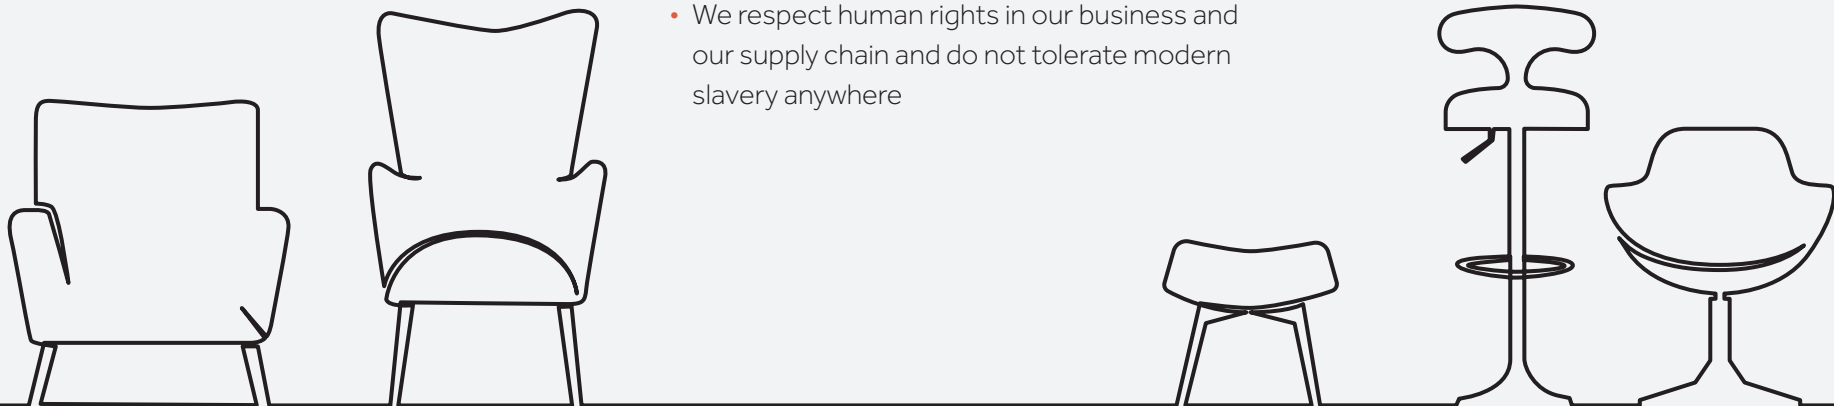 • We respect human rights in our business and
our supply chain and do not tolerate modern
slavery anywhere